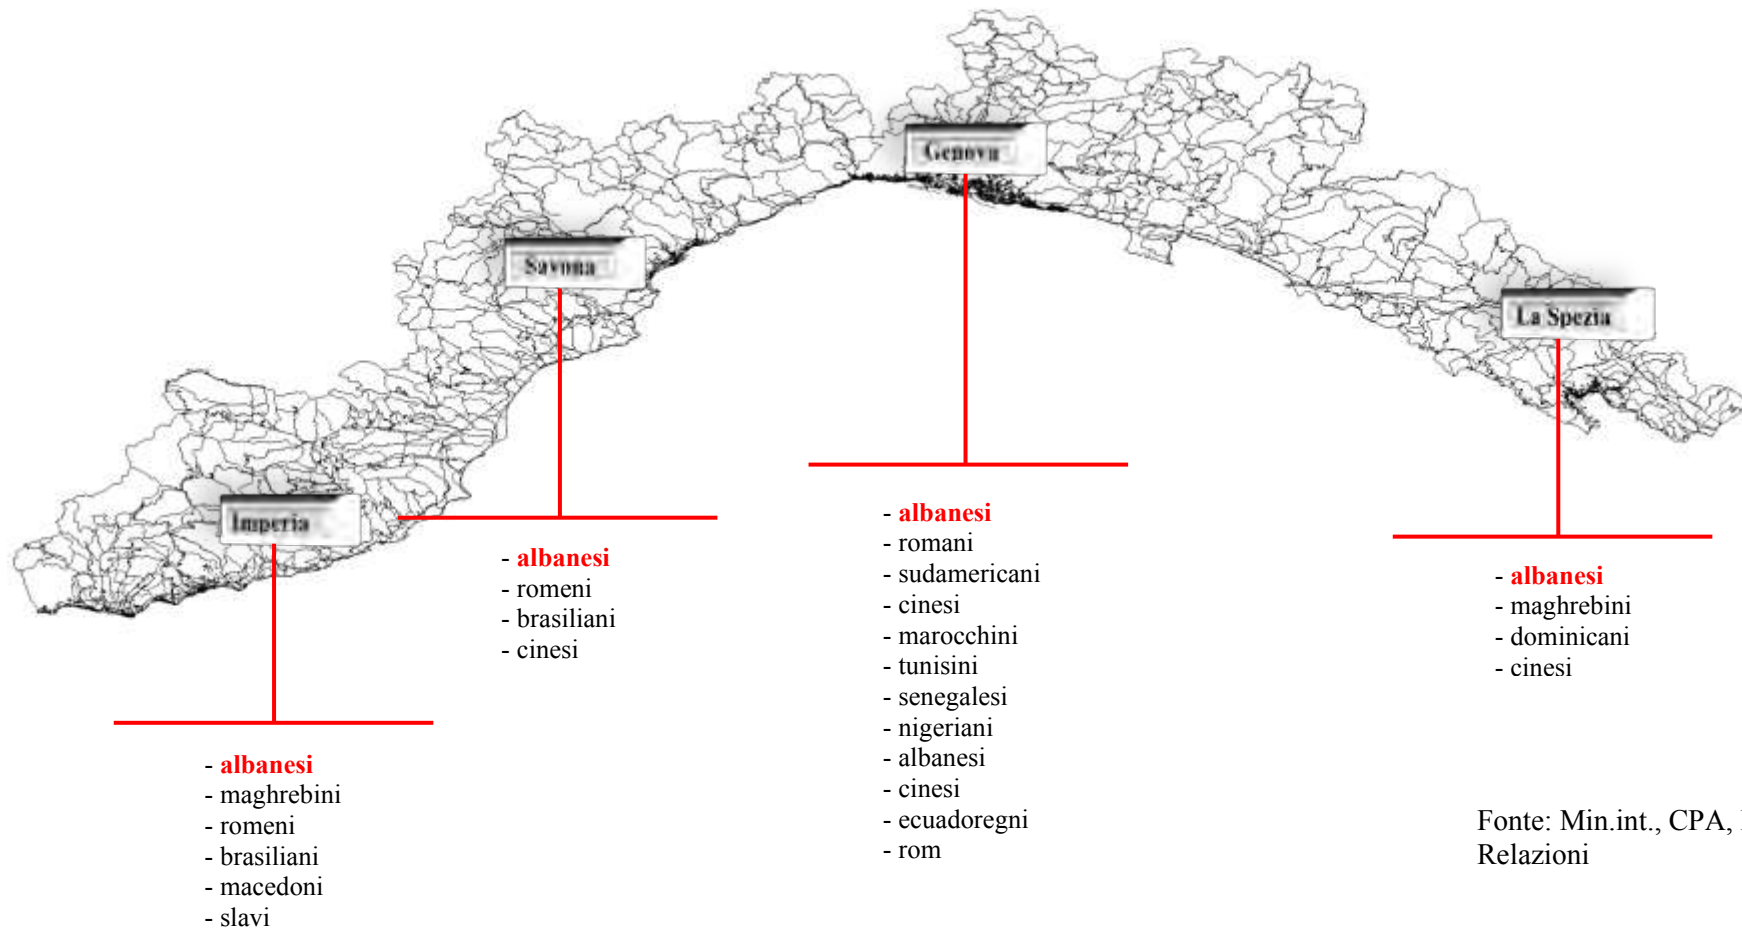 Genova
Savona
La Spezia
Imperia
- albanesi
- maghrebini
- romeni
- brasiliani
- macedoni
- slavi
- albanesi
- romeni
- brasiliani
- cinesi
- albanesi
- romani
- sudamericani
- cinesi
- marocchini
- tunisini
- senegalesi
- nigeriani
- albanesi
- cinesi
- ecuadoregni
- rom
- albanesi
- maghrebini
- dominicani
- cinesi
Fonte: Min.int., CPA,
Relazioni